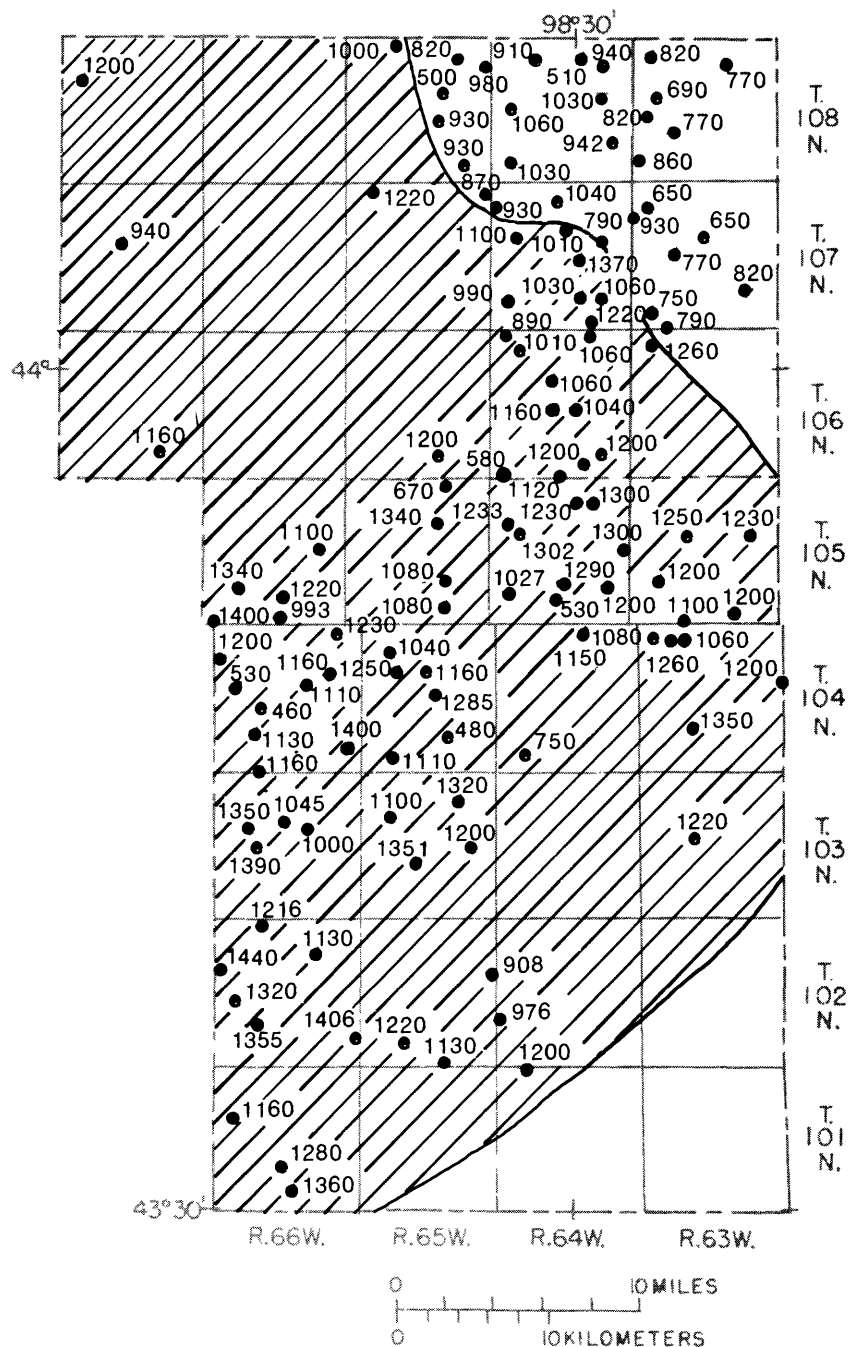 98°30'
1000 820 910 940 820
1200 980 510 770
500 1030 690
930 1060 820 770
942
930 1030 860
T. 108 N.
870 1040 650
1220 930 790 930
940 1100 1010 650
1370 770
820
990 1030 1060 750
T. 107 N.
890 1220 790
1010 1060 1260
44°
1060
1160 1040
1160 1200 580 1200 1200
T. 106 N.
670 1120 1300
1340 1233 1230 1250 1230
1100 1302 1300
1340 1080 1290 1200
1220 1027
1400 993 1080 530 1200 1100 1200
T. 105 N.
1230
1200 1040 1150 1080 1060
530 1160 1250 1160 1260 1200
1110 1285
460 1350
1130 1400 480 750
1160 1110
T. 104 N.
1320
1350 1045 1100 1220
1000 1200
1390 1351
T. 103 N.
1216
1130
1440 908
1320
1355 1406 1220 976
1130 1200
T. 102 N.
1160
1280
1360
T. 101 N.
43°30'
R.66W. R.65W. R.64W. R.63W.
0 10 MILES
0 10 KILOMETERS